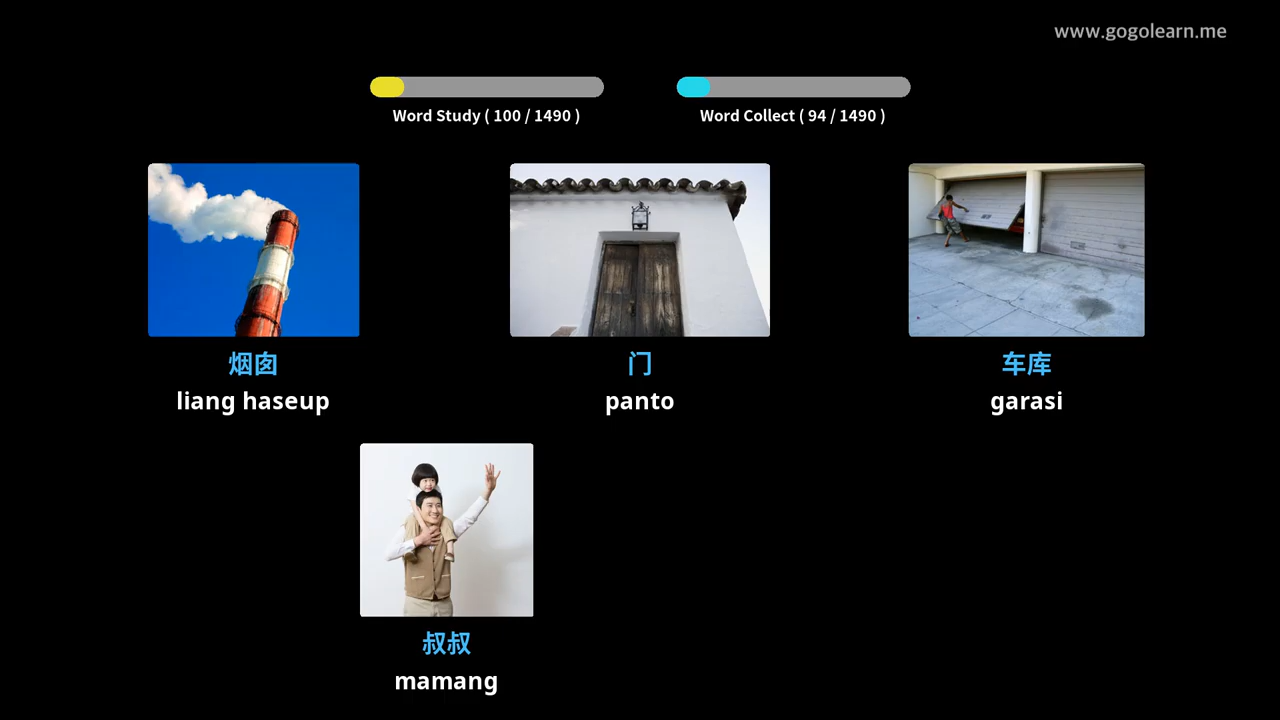 www.gogolearn.me
Word Study ( 100 / 1490 )
Word Collect ( 94 / 1490 )
烟囱
liang haseup
门
panto
车库
garasi
叔叔
mamang